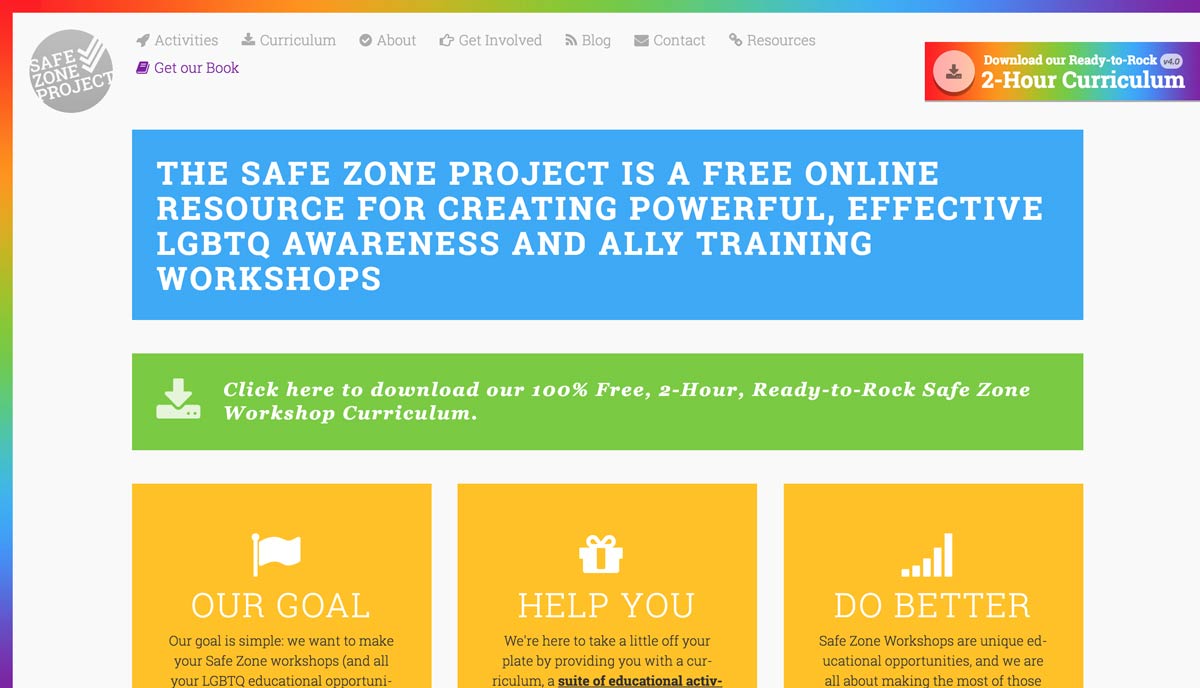 SAFE
ZONE
PROJECT
Activities Curriculum About Get Involved Blog Contact Resources
Get our Book
Download our Ready-to-Rock v4.0
2-Hour Curriculum
THE SAFE ZONE PROJECT IS A FREE ONLINE
RESOURCE FOR CREATING POWERFUL, EFFECTIVE
LGBTQ AWARENESS AND ALLY TRAINING
WORKSHOPS
Click here to download our 100% Free, 2-Hour, Ready-to-Rock Safe Zone
Workshop Curriculum.
OUR GOAL
Our goal is simple: we want to make
your Safe Zone workshops (and all
your LGBTQ educational opportuni-
HELP YOU
We're here to take a little off your
plate by providing you with a cur-
riculum, a suite of educational activ-
DO BETTER
Safe Zone Workshops are unique ed-
ucational opportunities, and we are
all about making the most of those